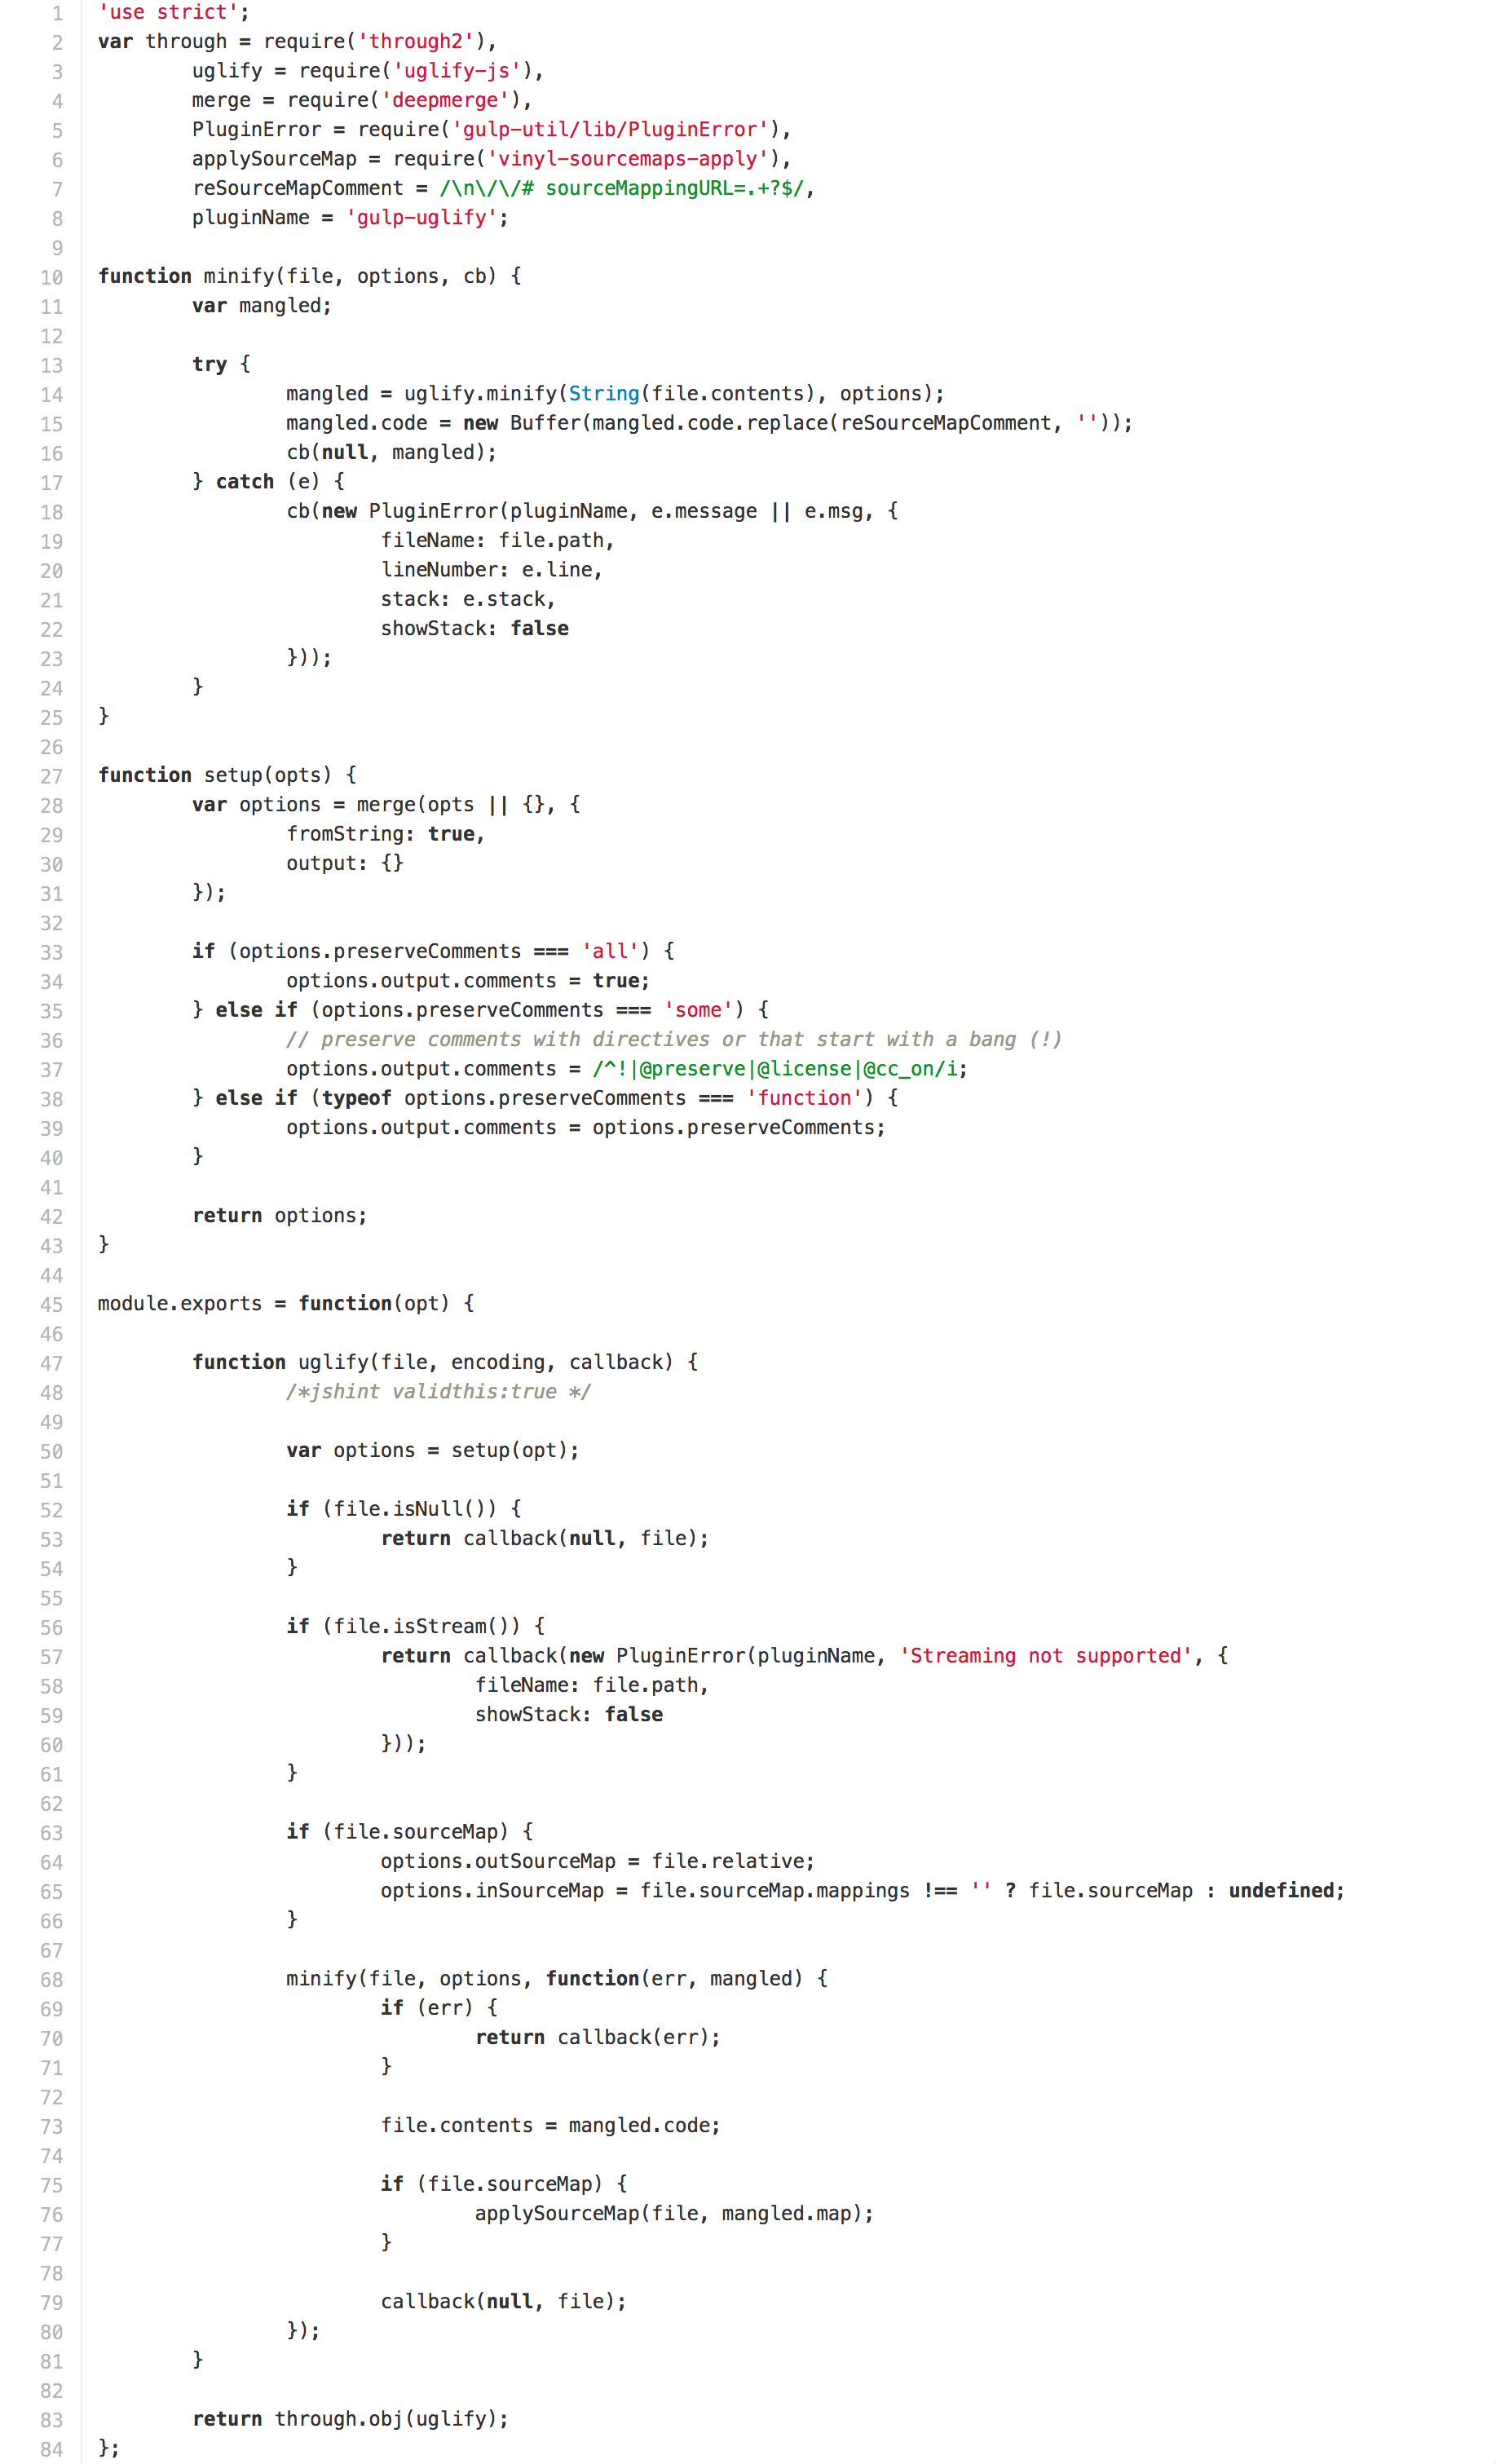 1 'use strict';
2 var through = require('through2'),
3         uglify = require('uglify-js'),
4         merge = require('deepmerge'),
5         PluginError = require('gulp-util/lib/PluginError'),
6         applySourceMap = require('vinyl-sourcemaps-apply'),
7         reSourceMapComment = /\n\/\/# sourceMappingURL=.+?$/,
8         pluginName = 'gulp-uglify';
9
10 function minify(file, options, cb) {
11         var mangled;
12
13         try {
14                 mangled = uglify.minify(String(file.contents), options);
15                 mangled.code = new Buffer(mangled.code.replace(reSourceMapComment, ''));
16                 cb(null, mangled);
17         } catch (e) {
18                 cb(new PluginError(pluginName, e.message || e.msg, {
19                         fileName: file.path,
20                         lineNumber: e.line,
21                         stack: e.stack,
22                         showStack: false
23                 }));
24         }
25 }
26
27 function setup(opts) {
28         var options = merge(opts || {}, {
29                 fromString: true,
30                 output: {}
31         });
32
33         if (options.preserveComments === 'all') {
34                 options.output.comments = true;
35         } else if (options.preserveComments === 'some') {
36                 // preserve comments with directives or that start with a bang (!)
37                 options.output.comments = /^!|@preserve|@license|@cc_on/i;
38         } else if (typeof options.preserveComments === 'function') {
39                 options.output.comments = options.preserveComments;
40         }
41
42         return options;
43 }
44
45 module.exports = function(opt) {
46
47         function uglify(file, encoding, callback) {
48                 /*jshint validthis:true */
49
50                 var options = setup(opt);
51
52                 if (file.isNull()) {
53                         return callback(null, file);
54                 }
55
56                 if (file.isStream()) {
57                         return callback(new PluginError(pluginName, 'Streaming not supported', {
58                                 fileName: file.path,
59                                 showStack: false
60                         }));
61                 }
62
63                 if (file.sourceMap) {
64                         options.outSourceMap = file.relative;
65                         options.inSourceMap = file.sourceMap.mappings !== '' ? file.sourceMap : undefined;
66                 }
67
68                 minify(file, options, function(err, mangled) {
69                         if (err) {
70                                 return callback(err);
71                         }
72
73                         file.contents = mangled.code;
74
75                         if (file.sourceMap) {
76                                 applySourceMap(file, mangled.map);
77                         }
78
79                         callback(null, file);
80                 });
81         }
82
83         return through.obj(uglify);
84 };